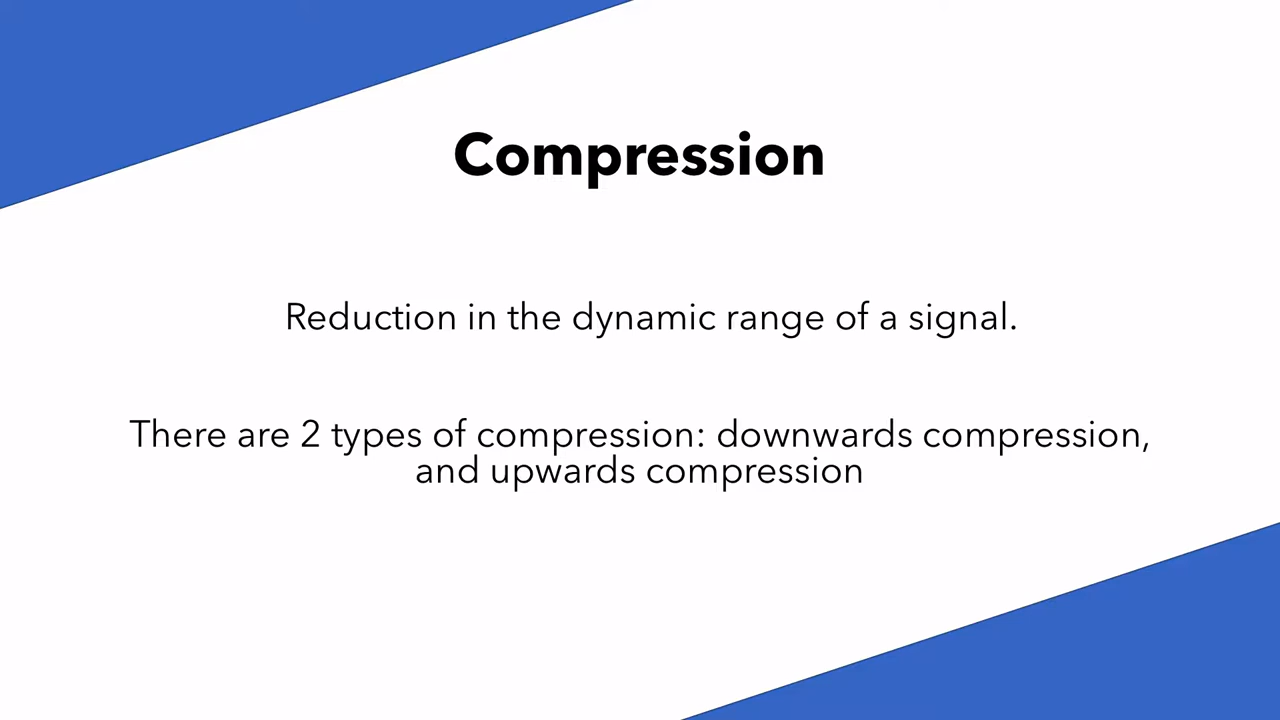 Compression
Reduction in the dynamic range of a signal.
There are 2 types of compression: downwards compression,
and upwards compression